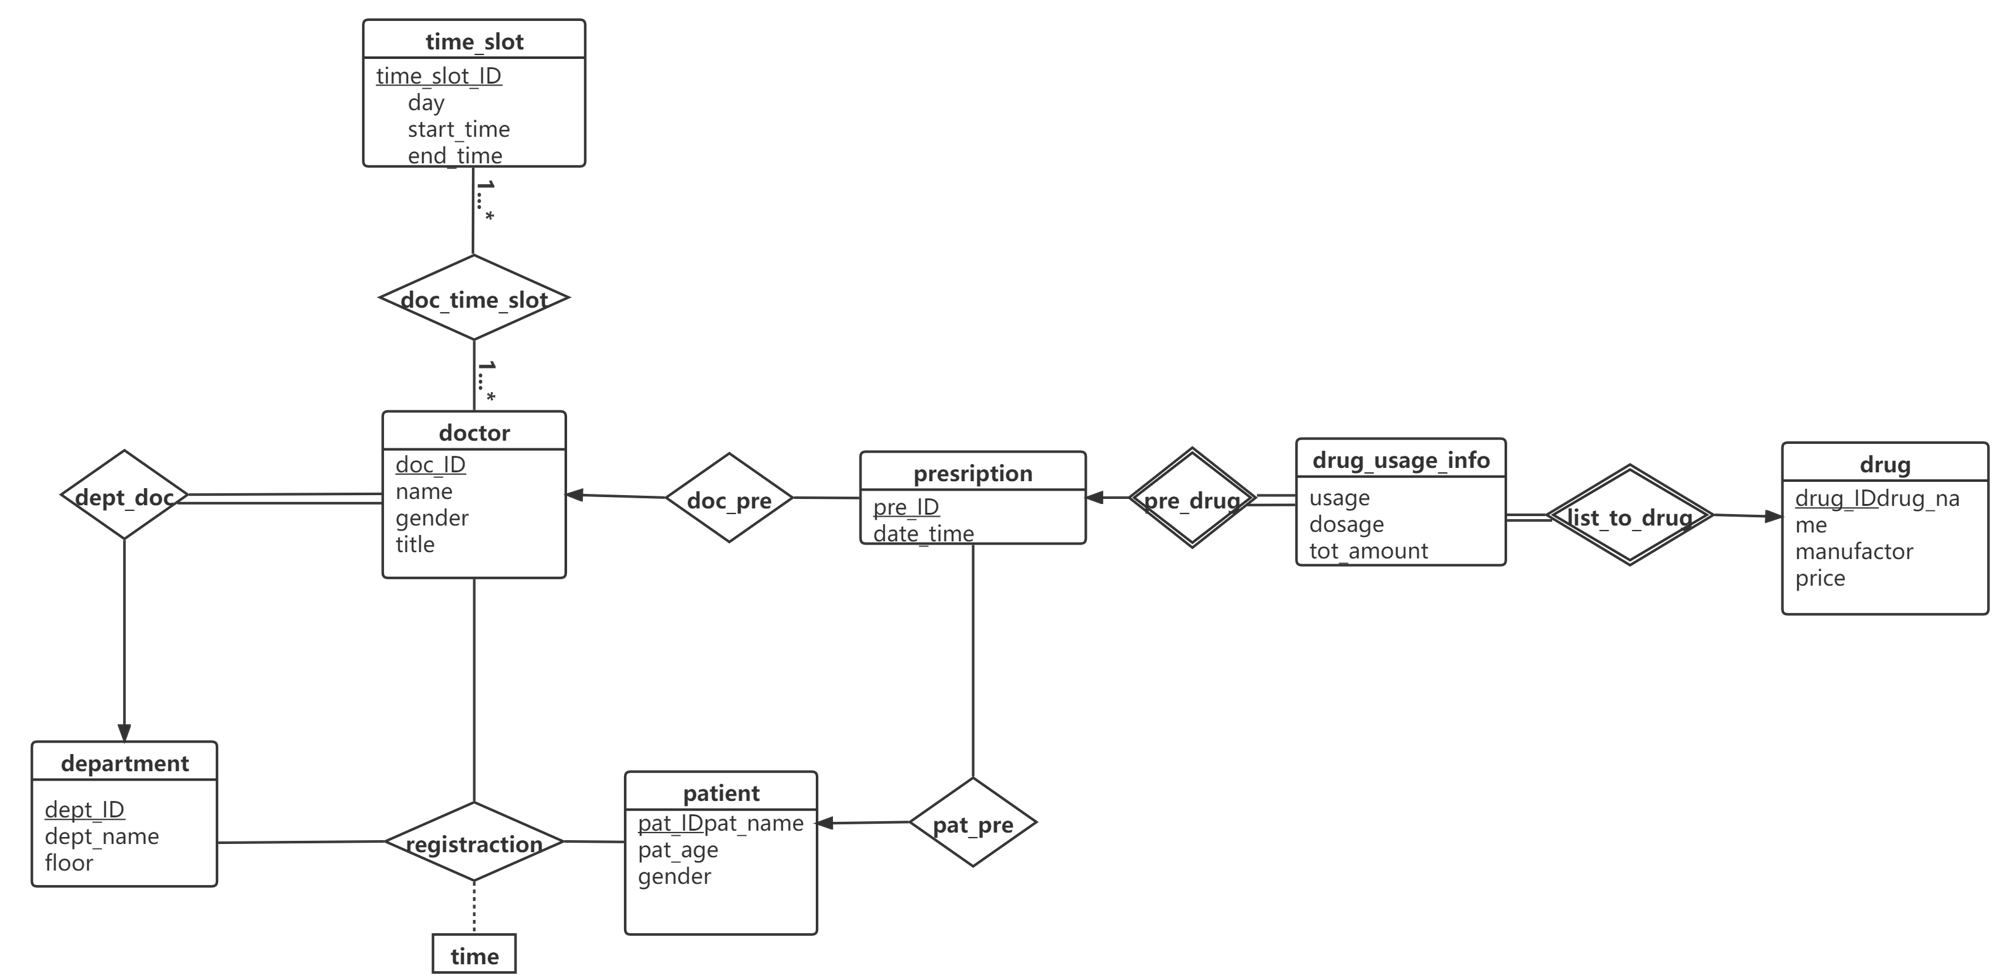 time_slot
time_slot_ID
day
start_time
end_time
1...*
doc_time_slot
1...*
doctor
doc_ID
name
gender
title
dept_doc
doc_pre
presription
pre_ID
date_time
pre_drug
drug_usage_info
usage
dosage
tot_amount
list_to_drug
drug
drug_IDdrug_na
me
manufactor
price
department
dept_ID
dept_name
floor
registraction
patient
pat_IDpat_name
pat_age
gender
pat_pre
time